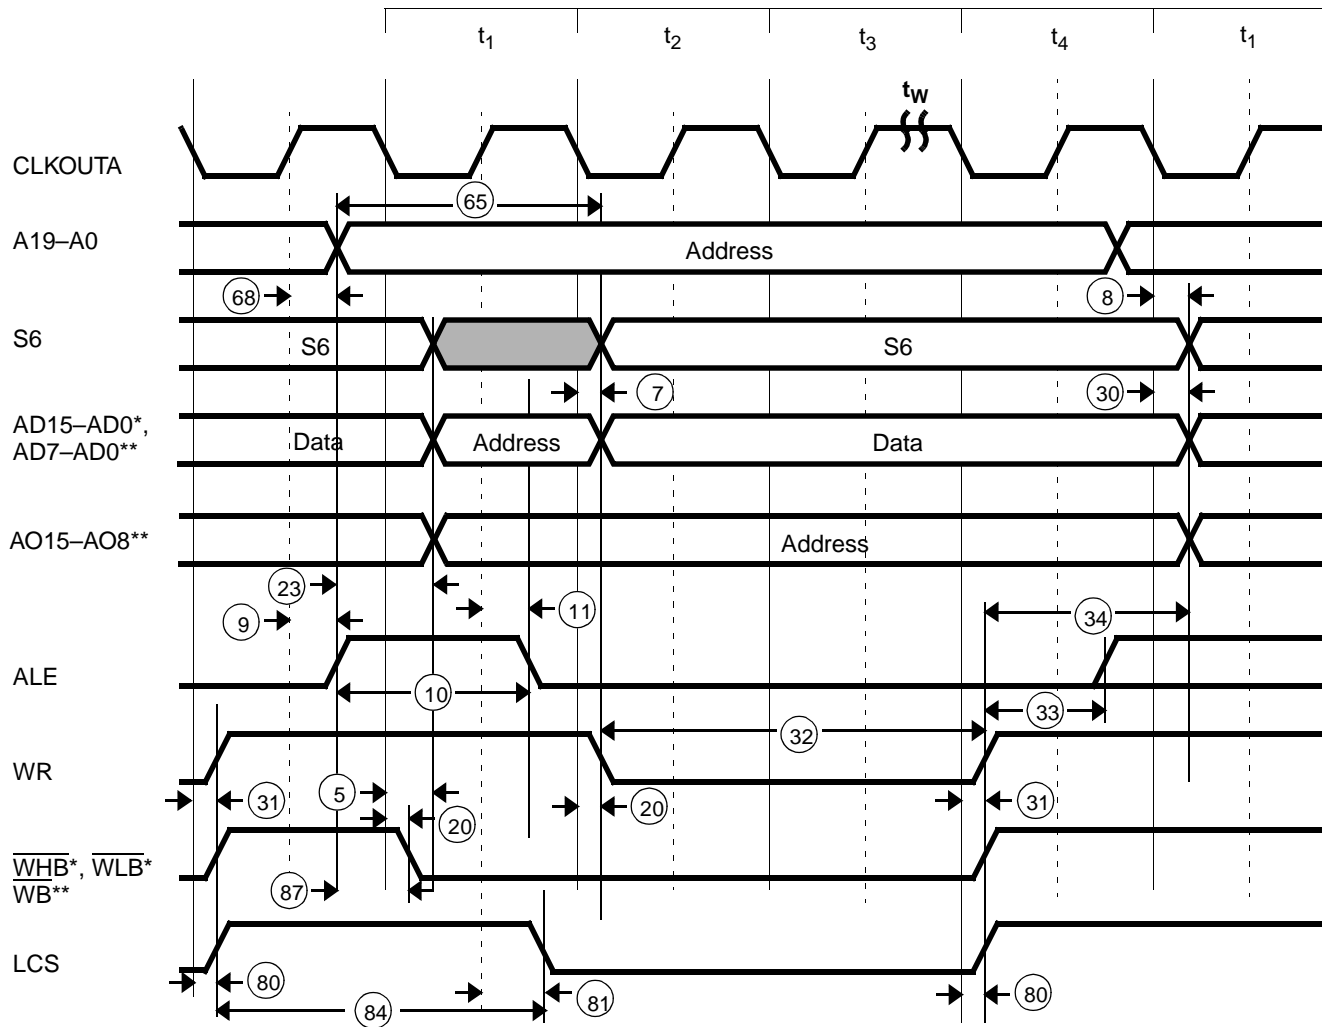 t1 t2 t3 t4 t1
tW
CLKOUTA
65
A19–A0
Address
68 8
S6
S6 S6
7 30
AD15–AD0*,
AD7–AD0**
Data Address Data
AO15–AO8**
Address
23
9 11 34
ALE
10 33
32
WR
31 5 20 20 31
WHB*, WLB*
WB**
87
LCS
80 84 81 80